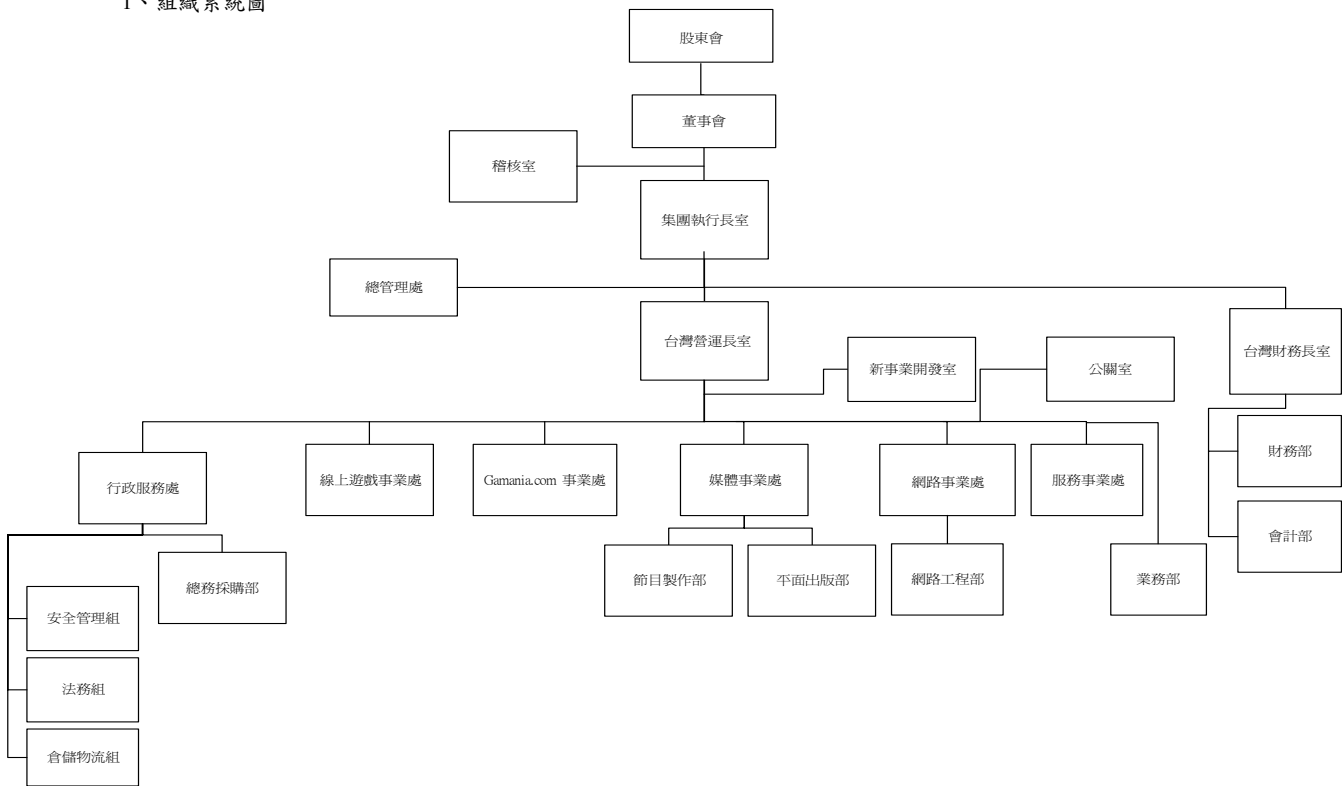 1、組織系統圖
股東會
董事會
稽核室
集團執行長室
總管理處
台灣營運長室
台灣財務長室
新事業開發室
公關室
財務部
會計部
行政服務處
線上遊戲事業處
Gamania.com 事業處
媒體事業處
網路事業處
服務事業處
總務採購部
節目製作部
平面出版部
網路工程部
業務部
安全管理組
法務組
倉儲物流組